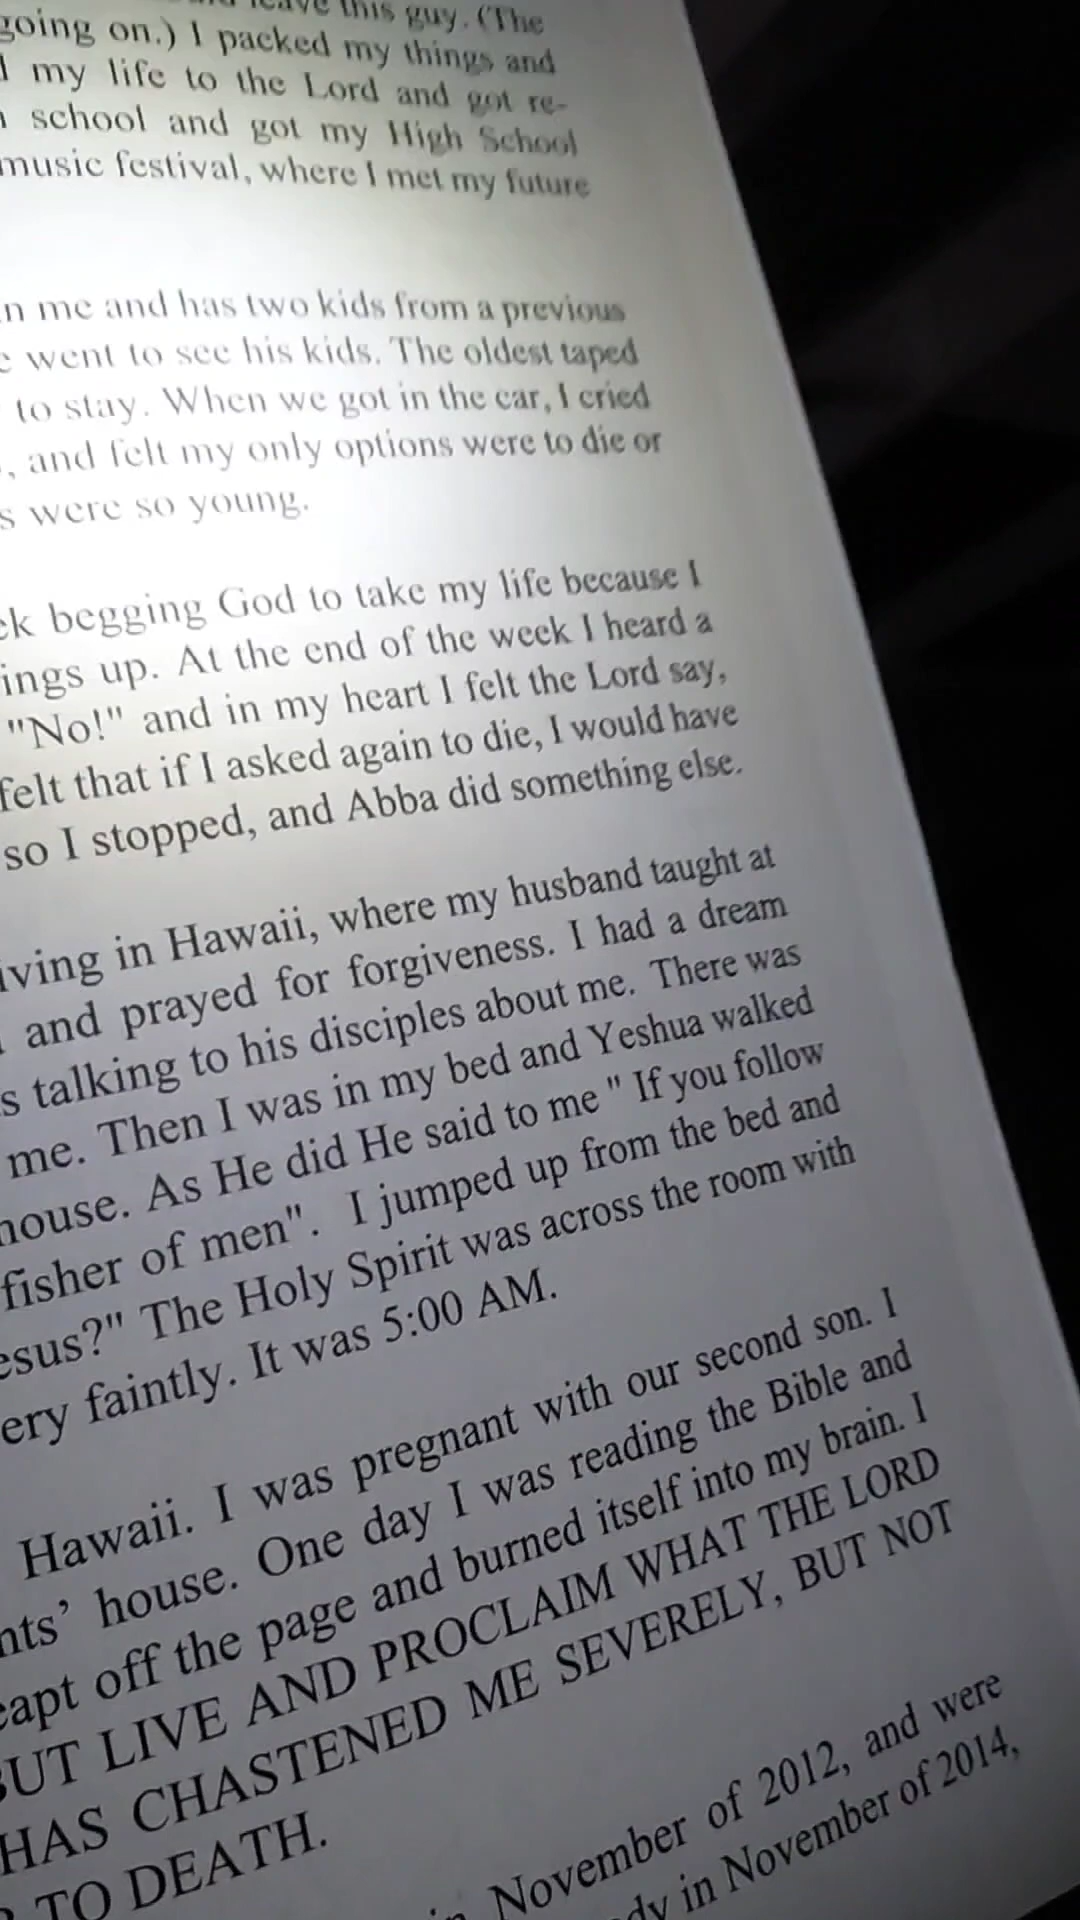 this guy. (The
going on.) I packed my things and
my life to the Lord and got re-
school and got my High School
music festival, where I met my future
me and has two kids from a previous
went to see his kids. The oldest taped
to stay. When we got in the car, I cried
, and felt my only options were to die or
were so young.
begging God to take my life because I
ings up. At the end of the week I heard a
"No!" and in my heart I felt the Lord say,
felt that if I asked again to die, I would have
so I stopped, and Abba did something else.
iving in Hawaii, where my husband taught at
and prayed for forgiveness. I had a dream
s talking to his disciples about me. There was
me. Then I was in my bed and Yeshua walked
house. As He did He said to me " If you follow
fisher of men". I jumped up from the bed and
esus?" The Holy Spirit was across the room with
ery faintly. It was 5:00 AM.
Hawaii. I was pregnant with our second son. I
nts' house. One day I was reading the Bible and
eapt off the page and burned itself into my brain. I
BUT LIVE AND PROCLAIM WHAT THE LORD
HAS CHASTENED ME SEVERELY, BUT NOT
TO DEATH.
November of 2012, and were
dy in November of 2014,